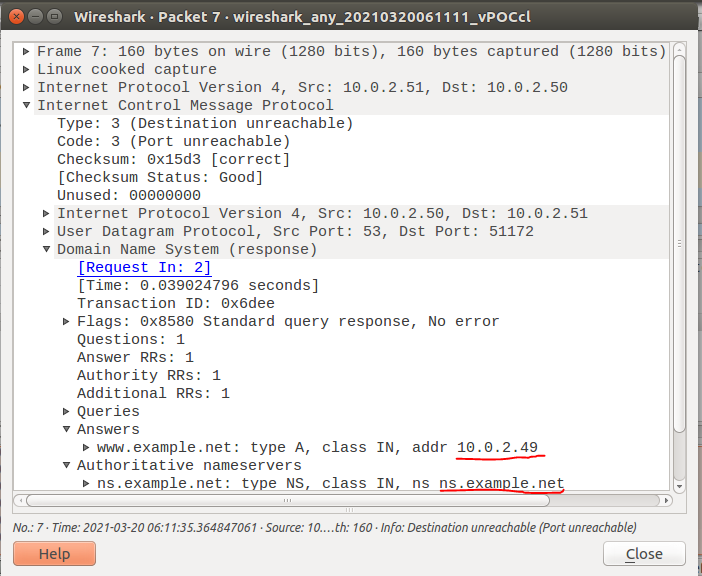 Wireshark · Packet 7 · wireshark_any_20210320061111_vPOCcl
Frame 7: 160 bytes on wire (1280 bits), 160 bytes captured (1280 bits)
Linux cooked capture
Internet Protocol Version 4, Src: 10.0.2.51, Dst: 10.0.2.50
Internet Control Message Protocol
Type: 3 (Destination unreachable)
Code: 3 (Port unreachable)
Checksum: 0x15d3 [correct]
[Checksum Status: Good]
Unused: 00000000
Internet Protocol Version 4, Src: 10.0.2.50, Dst: 10.0.2.51
User Datagram Protocol, Src Port: 53, Dst Port: 51172
Domain Name System (response)
[Request In: 2]
[Time: 0.039024796 seconds]
Transaction ID: 0x6dee
Flags: 0x8580 Standard query response, No error
Questions: 1
Answer RRs: 1
Authority RRs: 1
Additional RRs: 1
Queries
Answers
www.example.net: type A, class IN, addr 10.0.2.49
Authoritative nameservers
ns.example.net: type NS, class IN, ns ns.example.net
No.: 7 · Time: 2021-03-20 06:11:35.364847061 · Source: 10.…th: 160 · Info: Destination unreachable (Port unreachable)
Help
Close